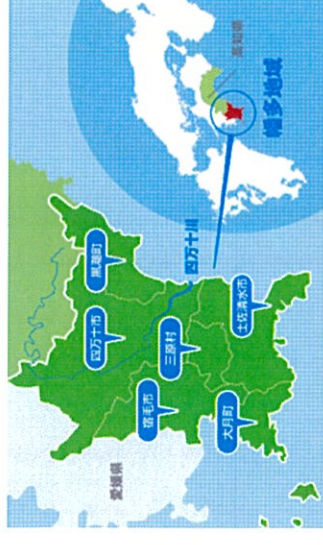 愛媛県
四万十市
黒潮町
宿毛市
三原村
大月町
土佐清水市
四万十川
高知県
幡多地域